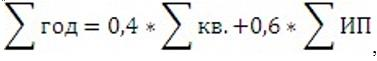 ∑ год = 0,4 * ∑ кв. +0,6 * ∑ ИП ,